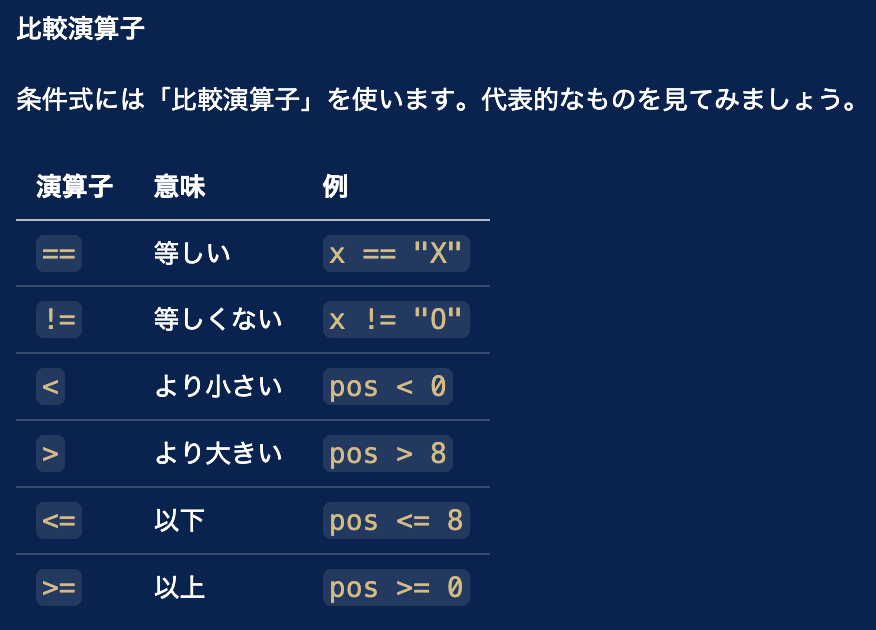 比較演算子
条件式には「比較演算子」を使います。代表的なものを見てみましょう。
演算子 意味 例
== 等しい x == "X"
!= 等しくない x != "O"
< より小さい pos < 0
> より大きい pos > 8
<= 以下 pos <= 8
>= 以上 pos >= 0